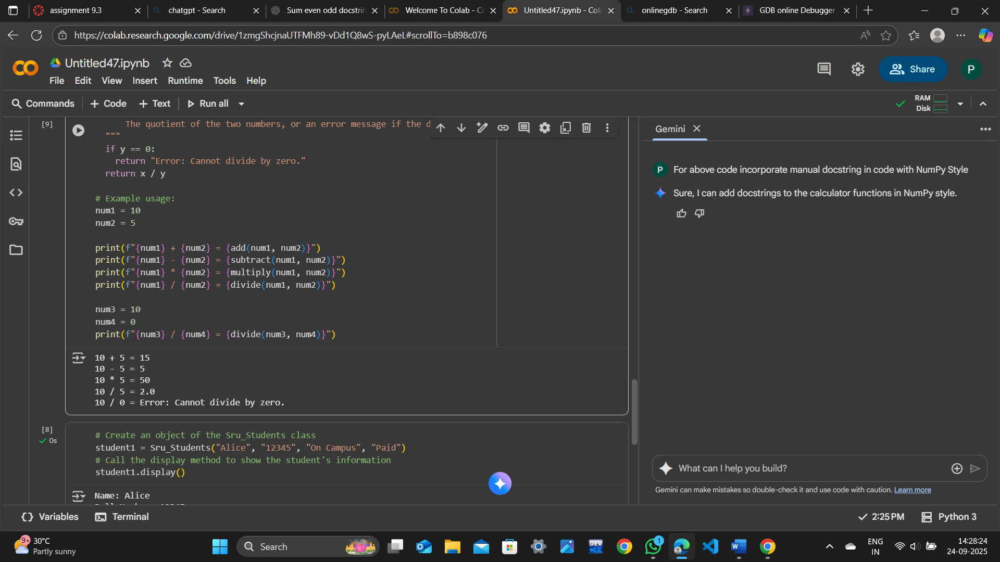 assignment 9.3
chatgpt - Search
Sum even odd docstrin
Welcome To Colab - Co
Untitled47.ipynb - Cola
onlinegdb - Search
GDB online Debugger
https://colab.research.google.com/drive/1zmgShcjnaUTFMh89-vDd1Q8wS-pyLAeL#scrollTo=b898c076
Untitled47.ipynb
File Edit View Insert Runtime Tools Help
Share
P
Commands + Code + Text Run all
RAM
Disk
[9]
The quotient of the two numbers, or an error message if the d
"""
if y == 0:
return "Error: Cannot divide by zero."
return x / y
# Example usage:
num1 = 10
num2 = 5
print(f"{num1} + {num2} = {add(num1, num2)}")
print(f"{num1} - {num2} = {subtract(num1, num2)}")
print(f"{num1} * {num2} = {multiply(num1, num2)}")
print(f"{num1} / {num2} = {divide(num1, num2)}")
num3 = 10
num4 = 0
print(f"{num3} / {num4} = {divide(num3, num4)}")
10 + 5 = 15
10 - 5 = 5
10 * 5 = 50
10 / 5 = 2.0
10 / 0 = Error: Cannot divide by zero.
[8]
0s
# Create an object of the Sru_Students class
student1 = Sru_Students("Alice", "12345", "On Campus", "Paid")
# Call the display method to show the student's information
student1.display()
Name: Alice
Gemini
P
For above code incorporate manual docstring in code with NumPy Style
Sure, I can add docstrings to the calculator functions in NumPy style.
What can I help you build?
Gemini can make mistakes so double-check it and use code with caution. Learn more
Variables
Terminal
2:25 PM
Python 3
9+
30°C
Partly sunny
Search
DEV
C++
1
W
ENG
IN
14:28:24
24-09-2025